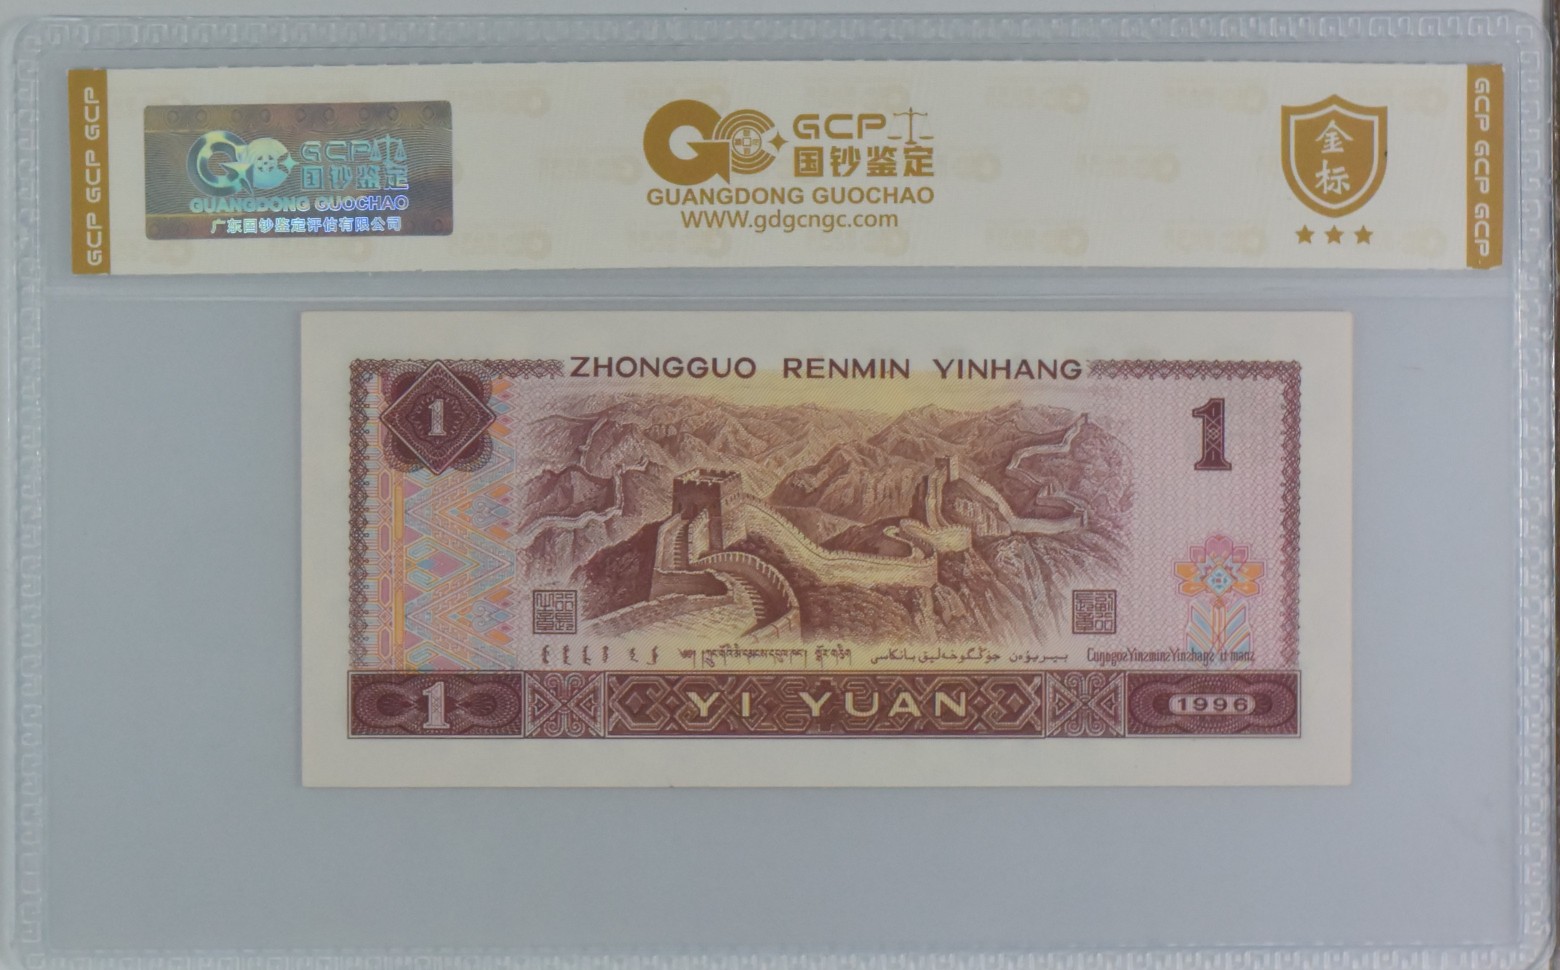 GCP GCP GCP
GCP 国钞鉴定
GUANGDONG GUOCHAO
广东国钞鉴定评估有限公司
GCP
国钞鉴定
GUANGDONG GUOCHAO
WWW.gdgcngc.com
金标
GCP GCP GCP
ZHONGGUO RENMIN YINHANG
1
1
1
YI YUAN
1996